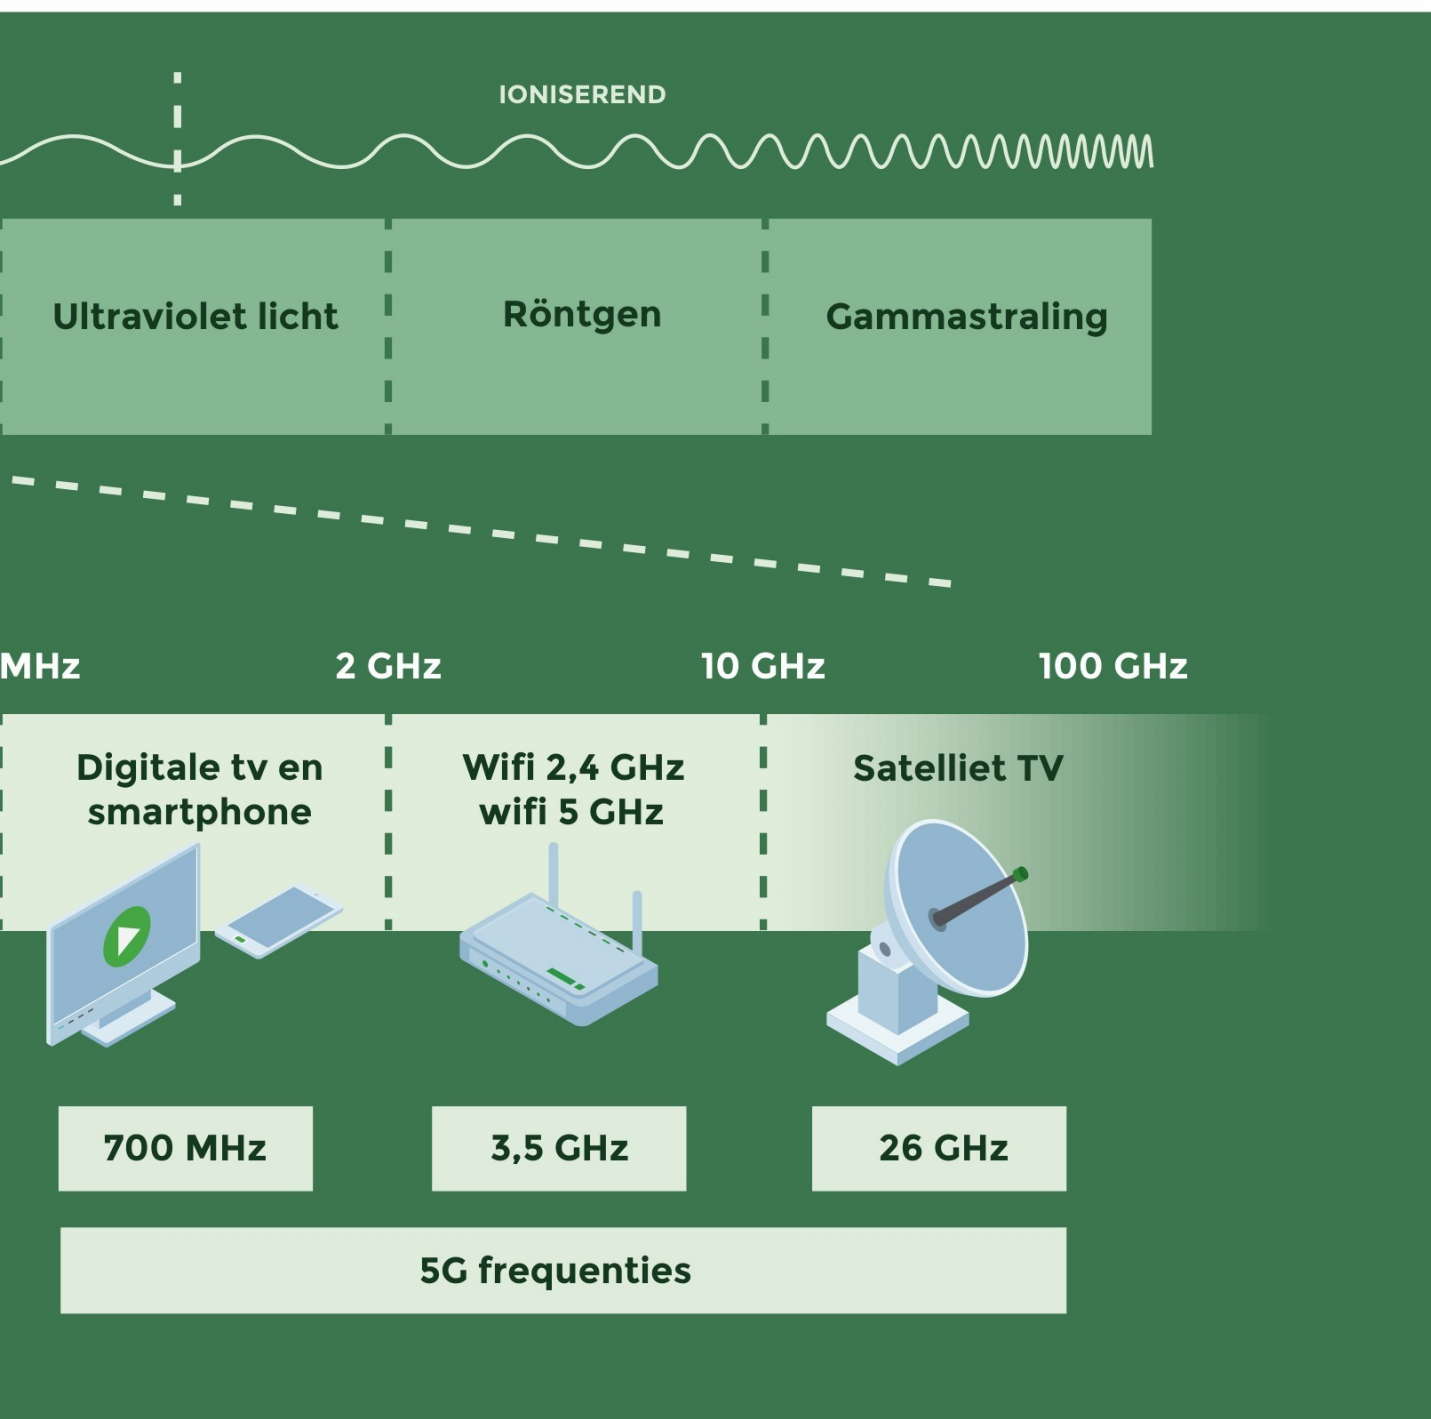 IONISEREND
Ultraviolet licht
Röntgen
Gammastraling
MHz
2 GHz
10 GHz
100 GHz
Digitale tv en
smartphone
Wifi 2,4 GHz
wifi 5 GHz
Satelliet TV
700 MHz
3,5 GHz
26 GHz
5G frequenties